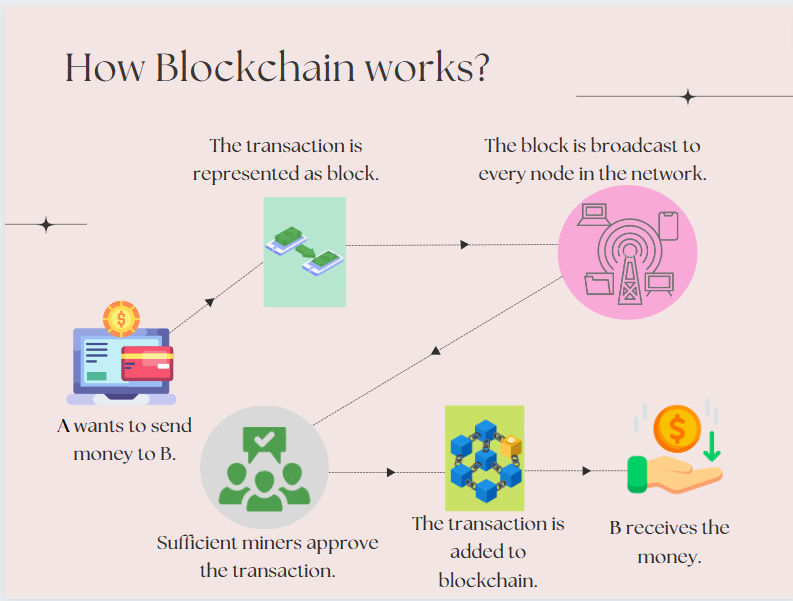 How Blockchain works?
The transaction is
represented as block.
The block is broadcast to
every node in the network.
A wants to send
money to B.
Sufficient miners approve
the transaction.
The transaction is
added to
blockchain.
B receives the
money.